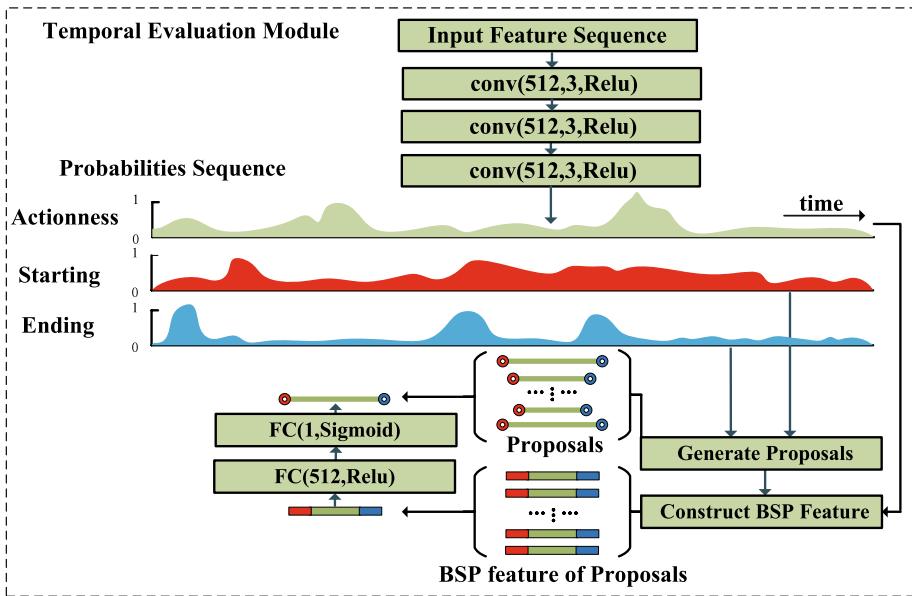 Temporal Evaluation Module
Input Feature Sequence
conv(512,3,Relu)
conv(512,3,Relu)
conv(512,3,Relu)
Probabilities Sequence
Actionness
1
0
time
Starting
1
0
Ending
1
0
Proposals
FC(1,Sigmoid)
FC(512,Relu)
Generate Proposals
Construct BSP Feature
BSP feature of Proposals